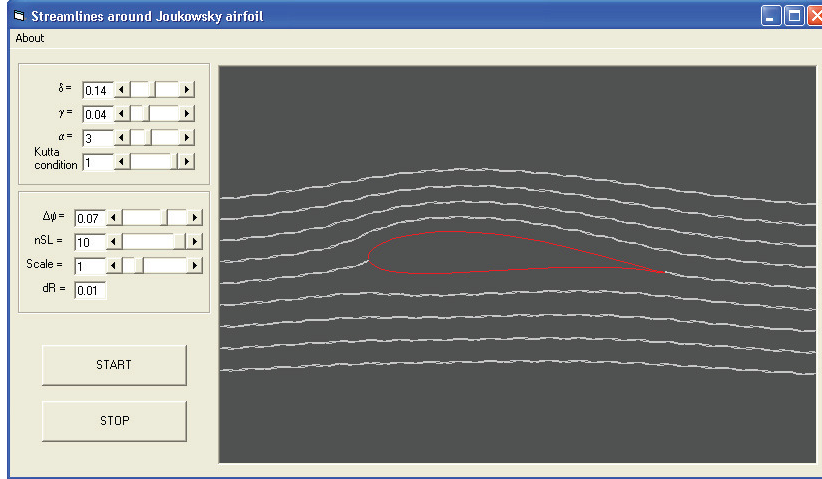 Streamlines around Joukowsky airfoil
About
δ = 0.14
γ = 0.04
α = 3
Kutta
condition 1
Δψ = 0.07
nSL = 10
Scale = 1
dR = 0.01
START
STOP